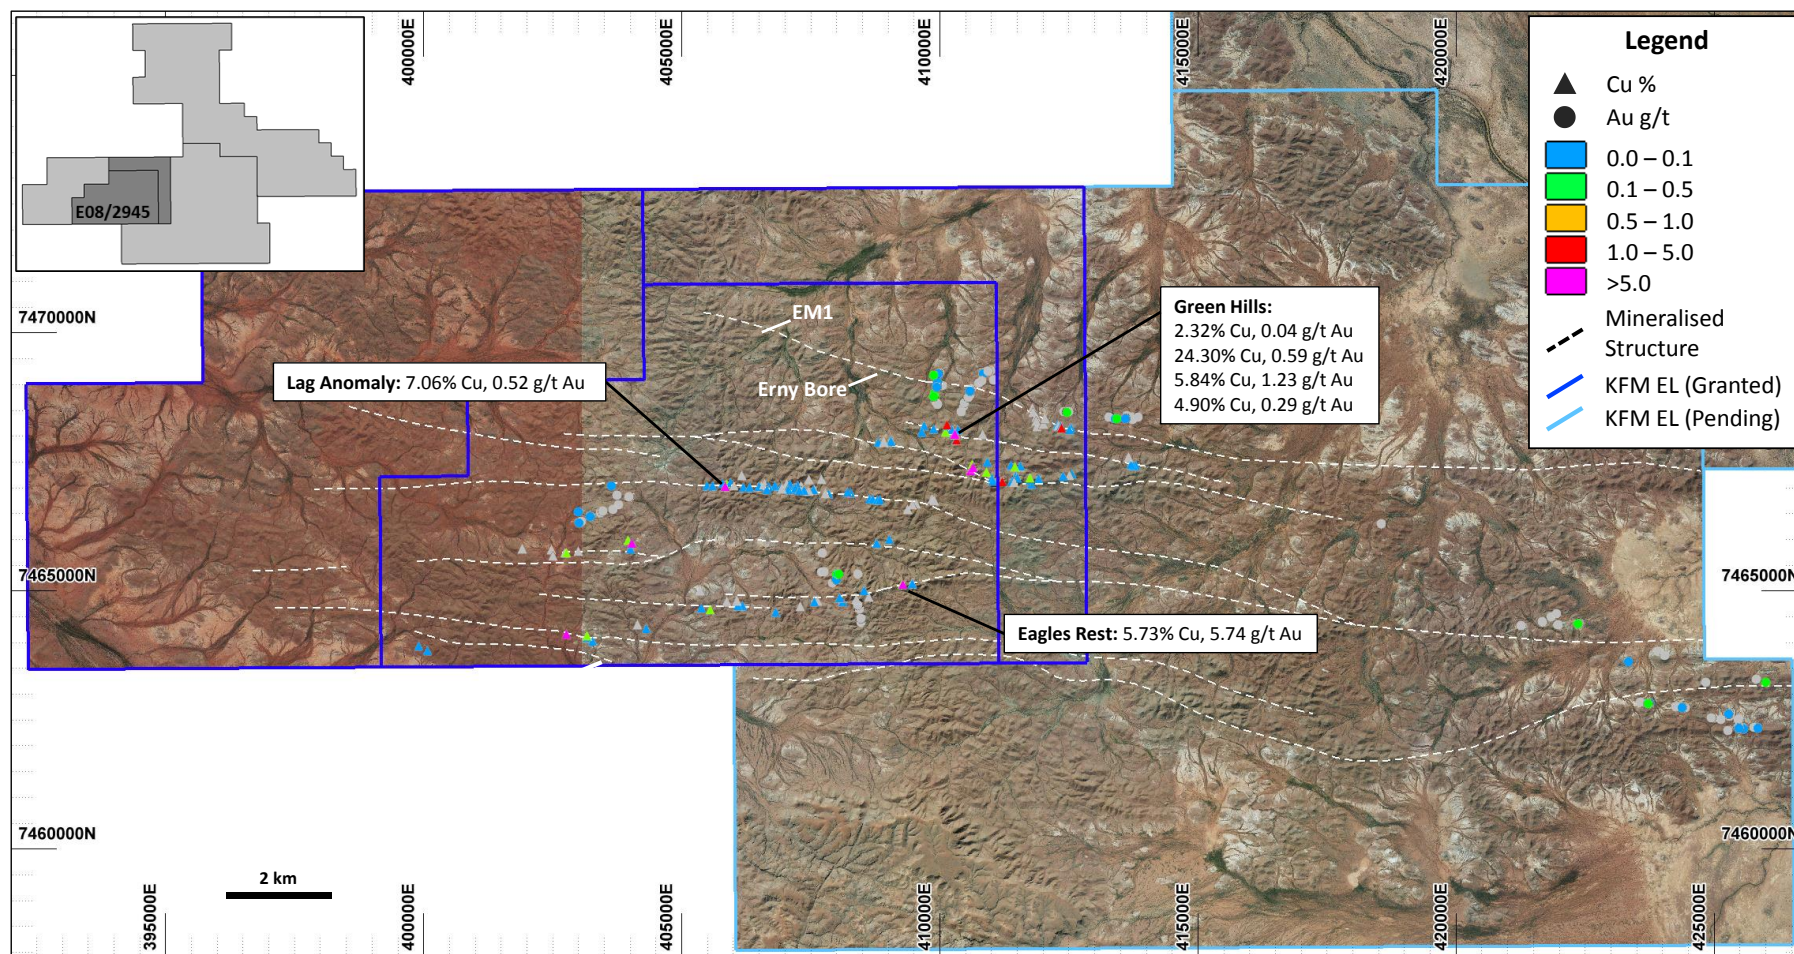 400000E
405000E
410000E
415000E
420000E
E08/2945
Legend
Cu %
Au g/t
0.0 – 0.1
0.1 – 0.5
0.5 – 1.0
1.0 – 5.0
>5.0
Mineralised
Structure
KFM EL (Granted)
KFM EL (Pending)
7470000N
EM1
Erny Bore
Green Hills:
2.32% Cu, 0.04 g/t Au
24.30% Cu, 0.59 g/t Au
5.84% Cu, 1.23 g/t Au
4.90% Cu, 0.29 g/t Au
Lag Anomaly: 7.06% Cu, 0.52 g/t Au
7465000N
7465000N
Eagles Rest: 5.73% Cu, 5.74 g/t Au
7460000N
7460000N
2 km
395000E
400000E
405000E
410000E
415000E
420000E
425000E